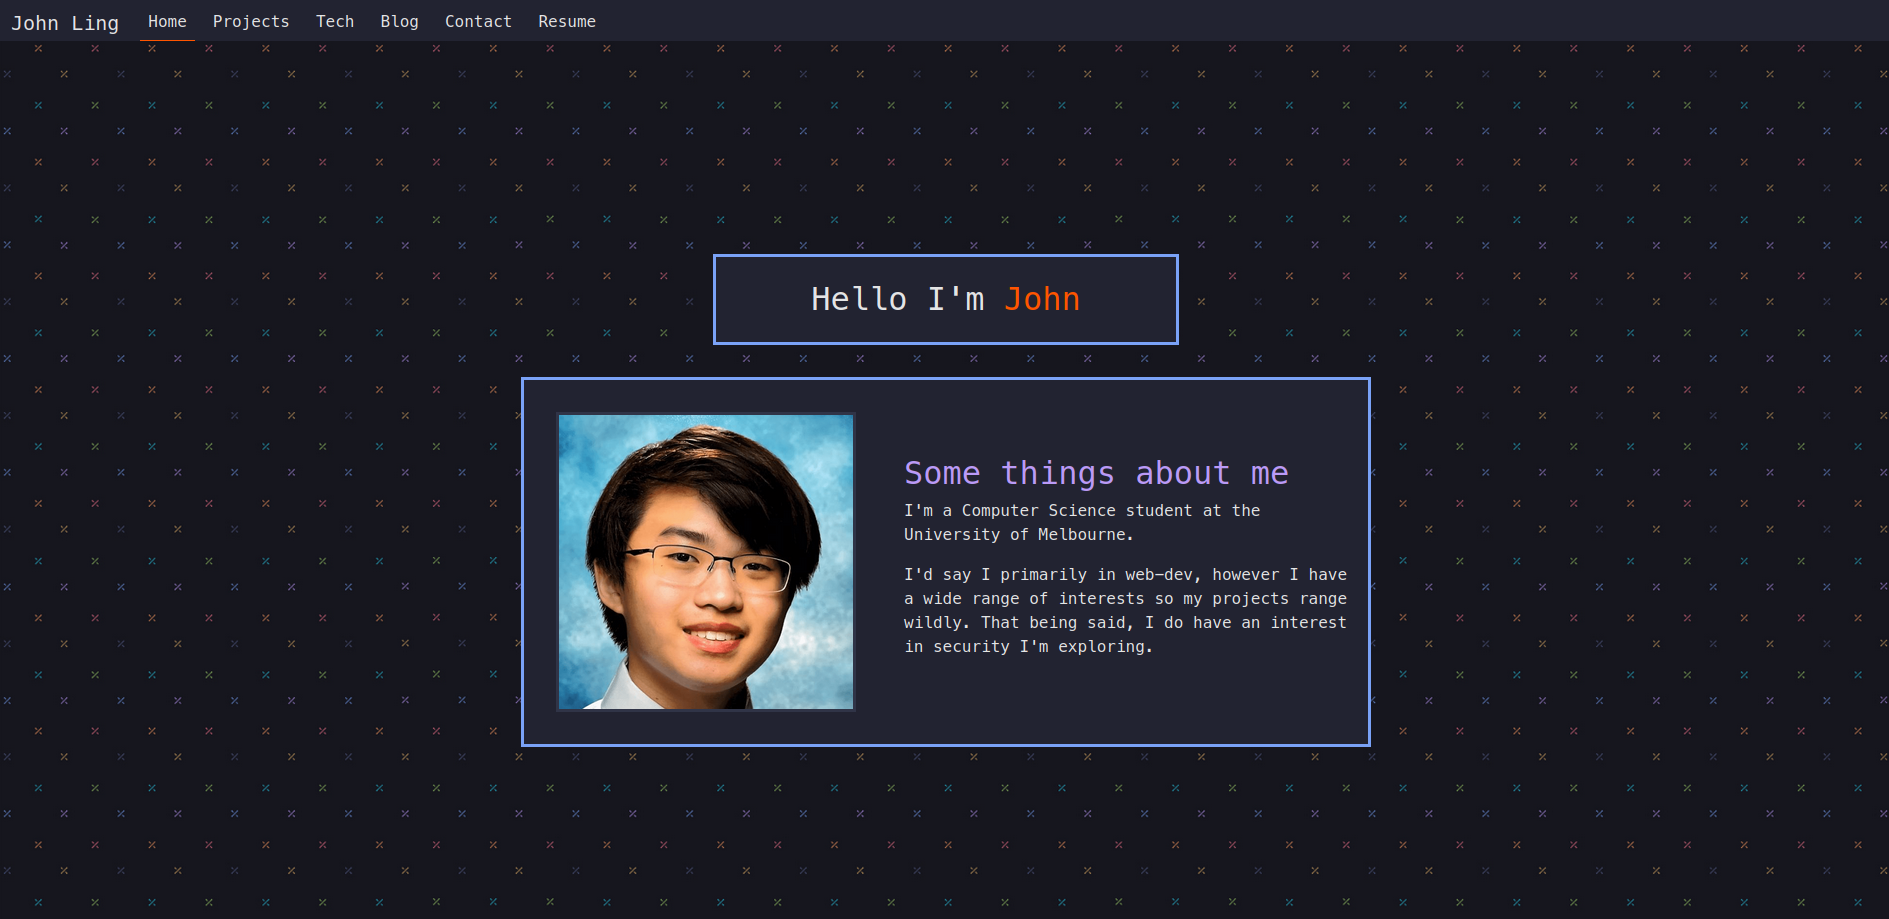 John Ling Home Projects Tech Blog Contact Resume
Hello I'm John
Some things about me
I'm a Computer Science student at the
University of Melbourne.
I'd say I primarily in web-dev, however I have
a wide range of interests so my projects range
wildly. That being said, I do have an interest
in security I'm exploring.